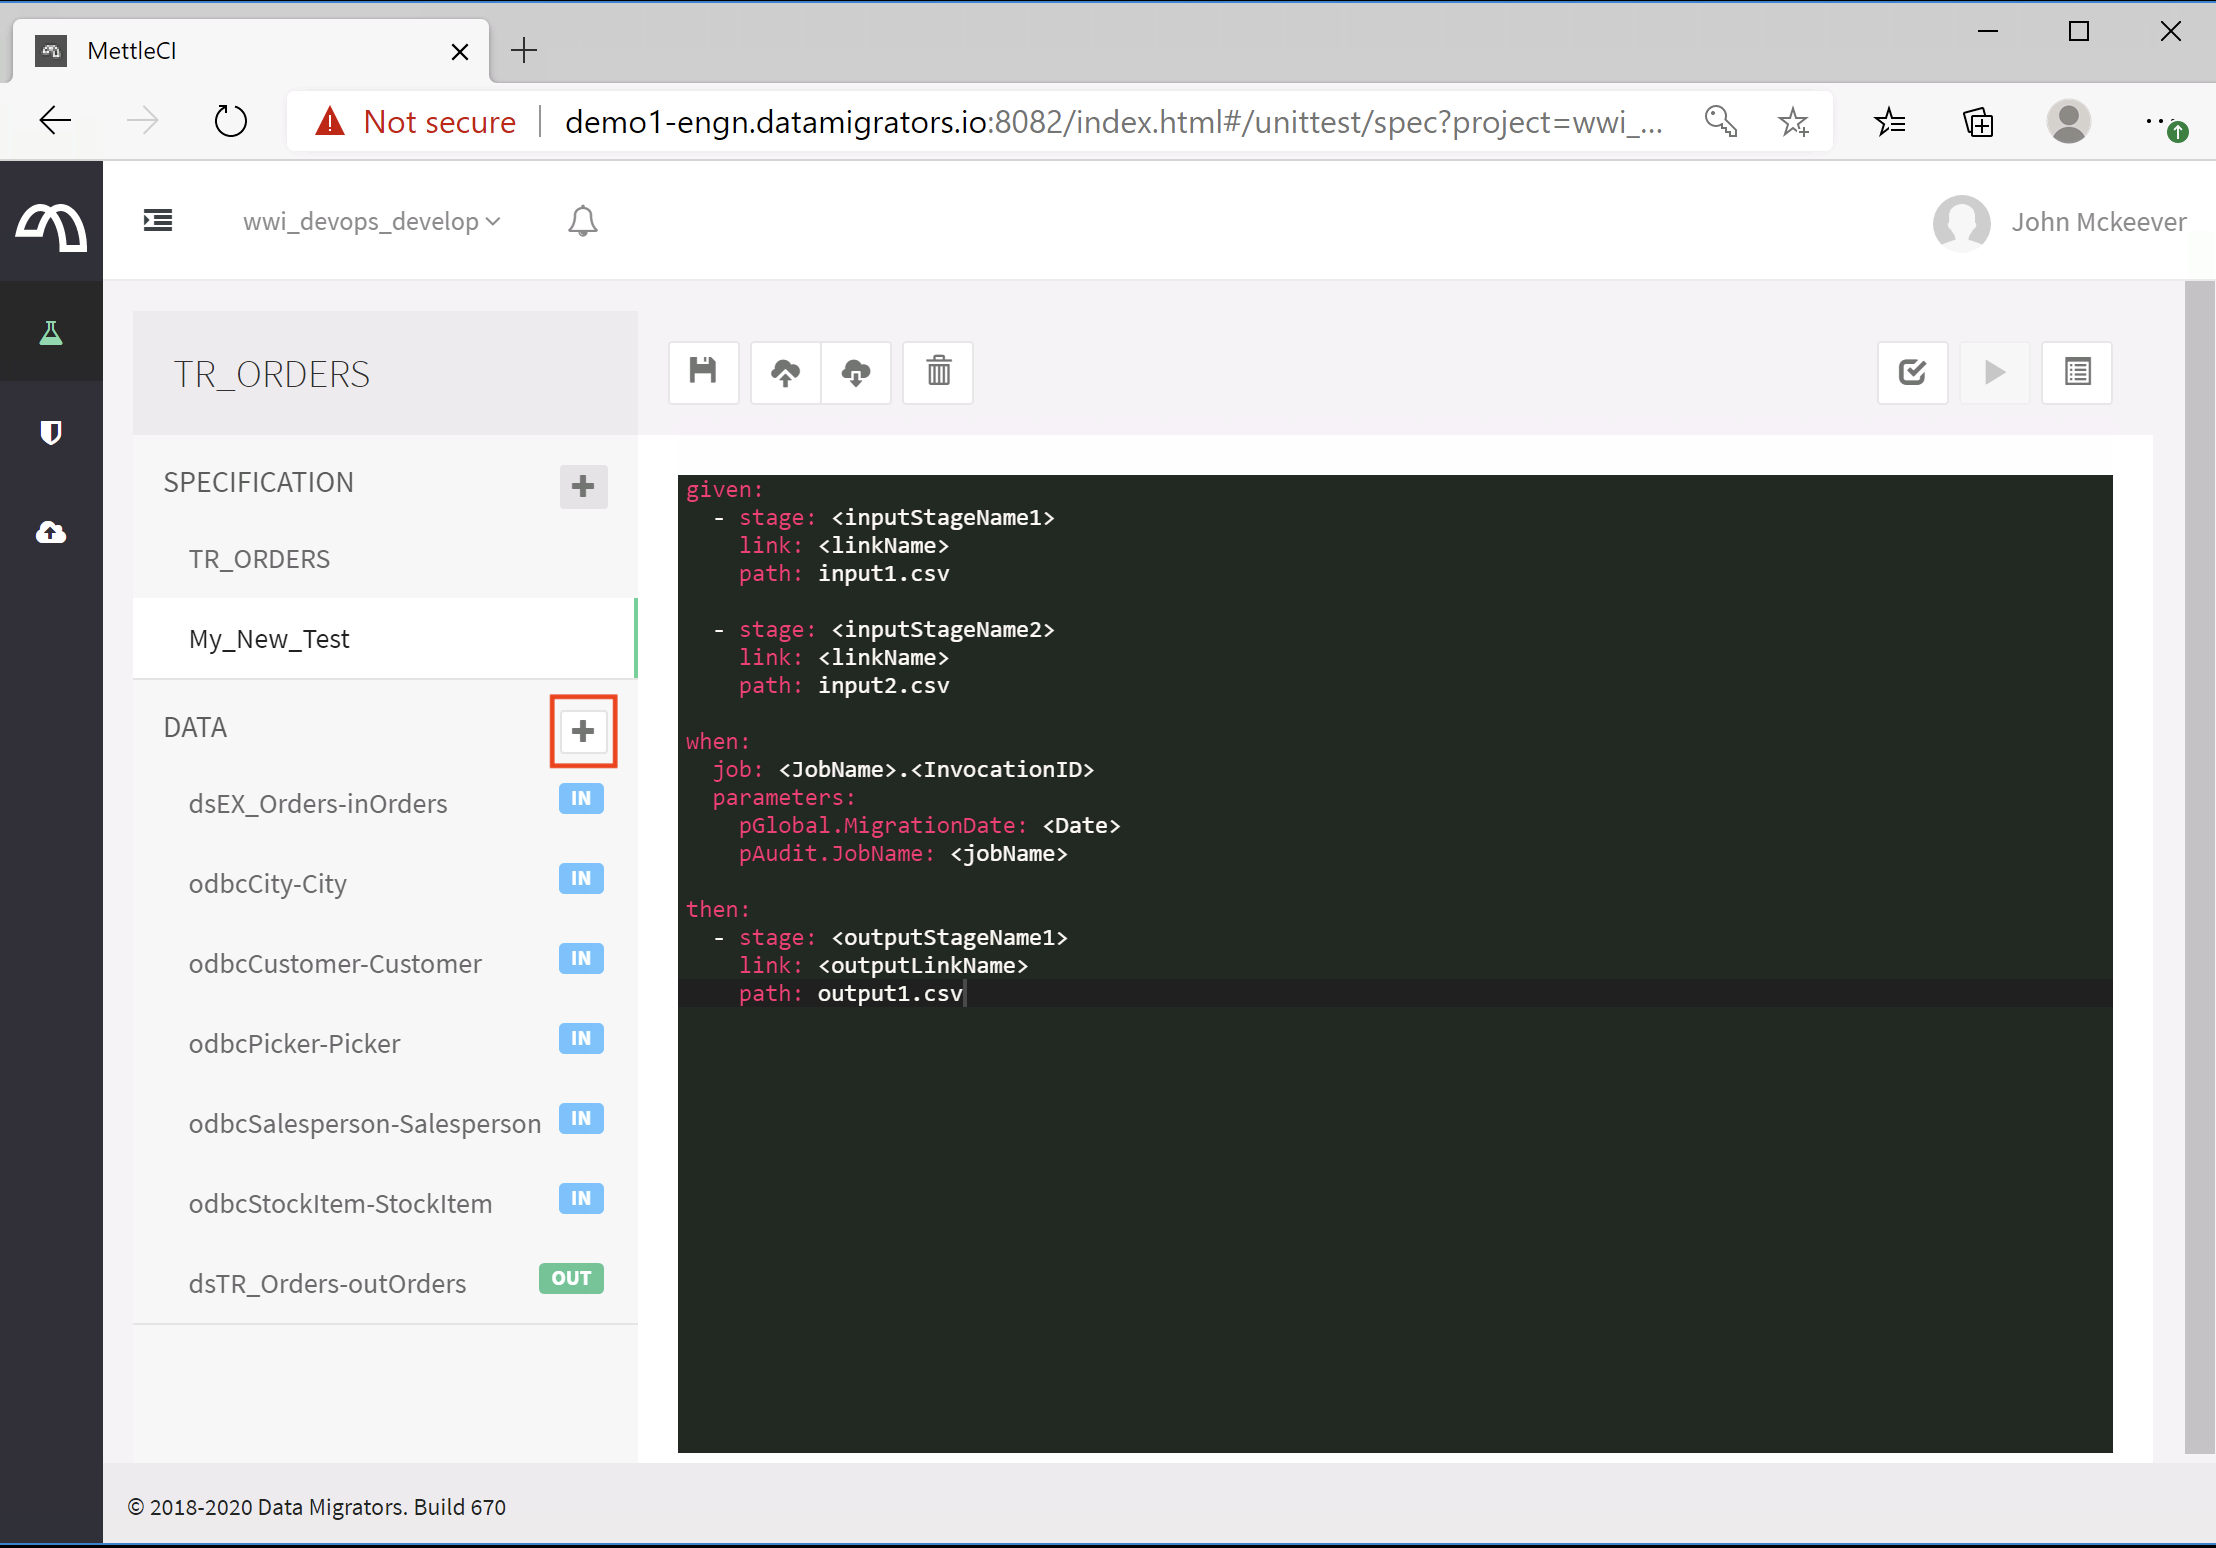 MettleCI
Not secure
demo1-engn.datamigrators.io:8082/index.html#/unittest/spec?project=wwi_...
wwi_devops_develop
John Mckeever
TR_ORDERS
SPECIFICATION
TR_ORDERS
My_New_Test
DATA
dsEX_Orders-inOrders IN
odbcCity-City IN
odbcCustomer-Customer IN
odbcPicker-Picker IN
odbcSalesperson-Salesperson IN
odbcStockItem-StockItem IN
dsTR_Orders-outOrders OUT
given:
- stage: <inputStageName1>
link: <linkName>
path: input1.csv
- stage: <inputStageName2>
link: <linkName>
path: input2.csv
when:
job: <JobName>.<InvocationID>
parameters:
pGlobal.MigrationDate: <Date>
pAudit.JobName: <jobName>
then:
- stage: <outputStageName1>
link: <outputLinkName>
path: output1.csv
© 2018-2020 Data Migrators. Build 670